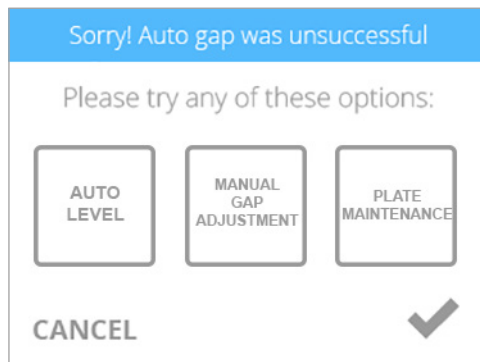 Sorry! Auto gap was unsuccessful
Please try any of these options:
AUTO
LEVEL
MANUAL
GAP
ADJUSTMENT
PLATE
MAINTENANCE
CANCEL